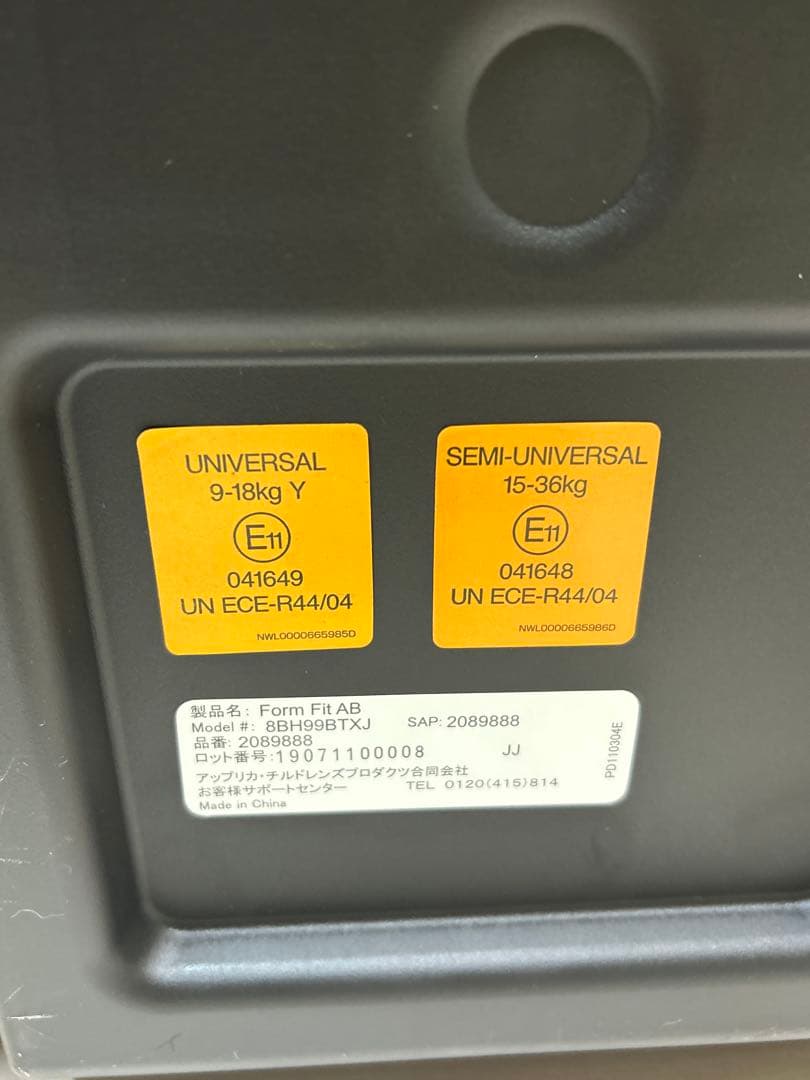 UNIVERSAL
9-18kg Y
E11
041649
UN ECE-R44/04
NWL0000665985D
SEMI-UNIVERSAL
15-36kg
E11
041648
UN ECE-R44/04
NWL0000665986D
製品名: Form Fit AB
Model #: 8BH99BTXJ SAP: 2089888
品番: 2089888
ロット番号:19071100008 JJ
アップリカ・チルドレンズプロダクツ合同会社
お客様サポートセンター TEL 0120(415)814
Made in China
PD110304E